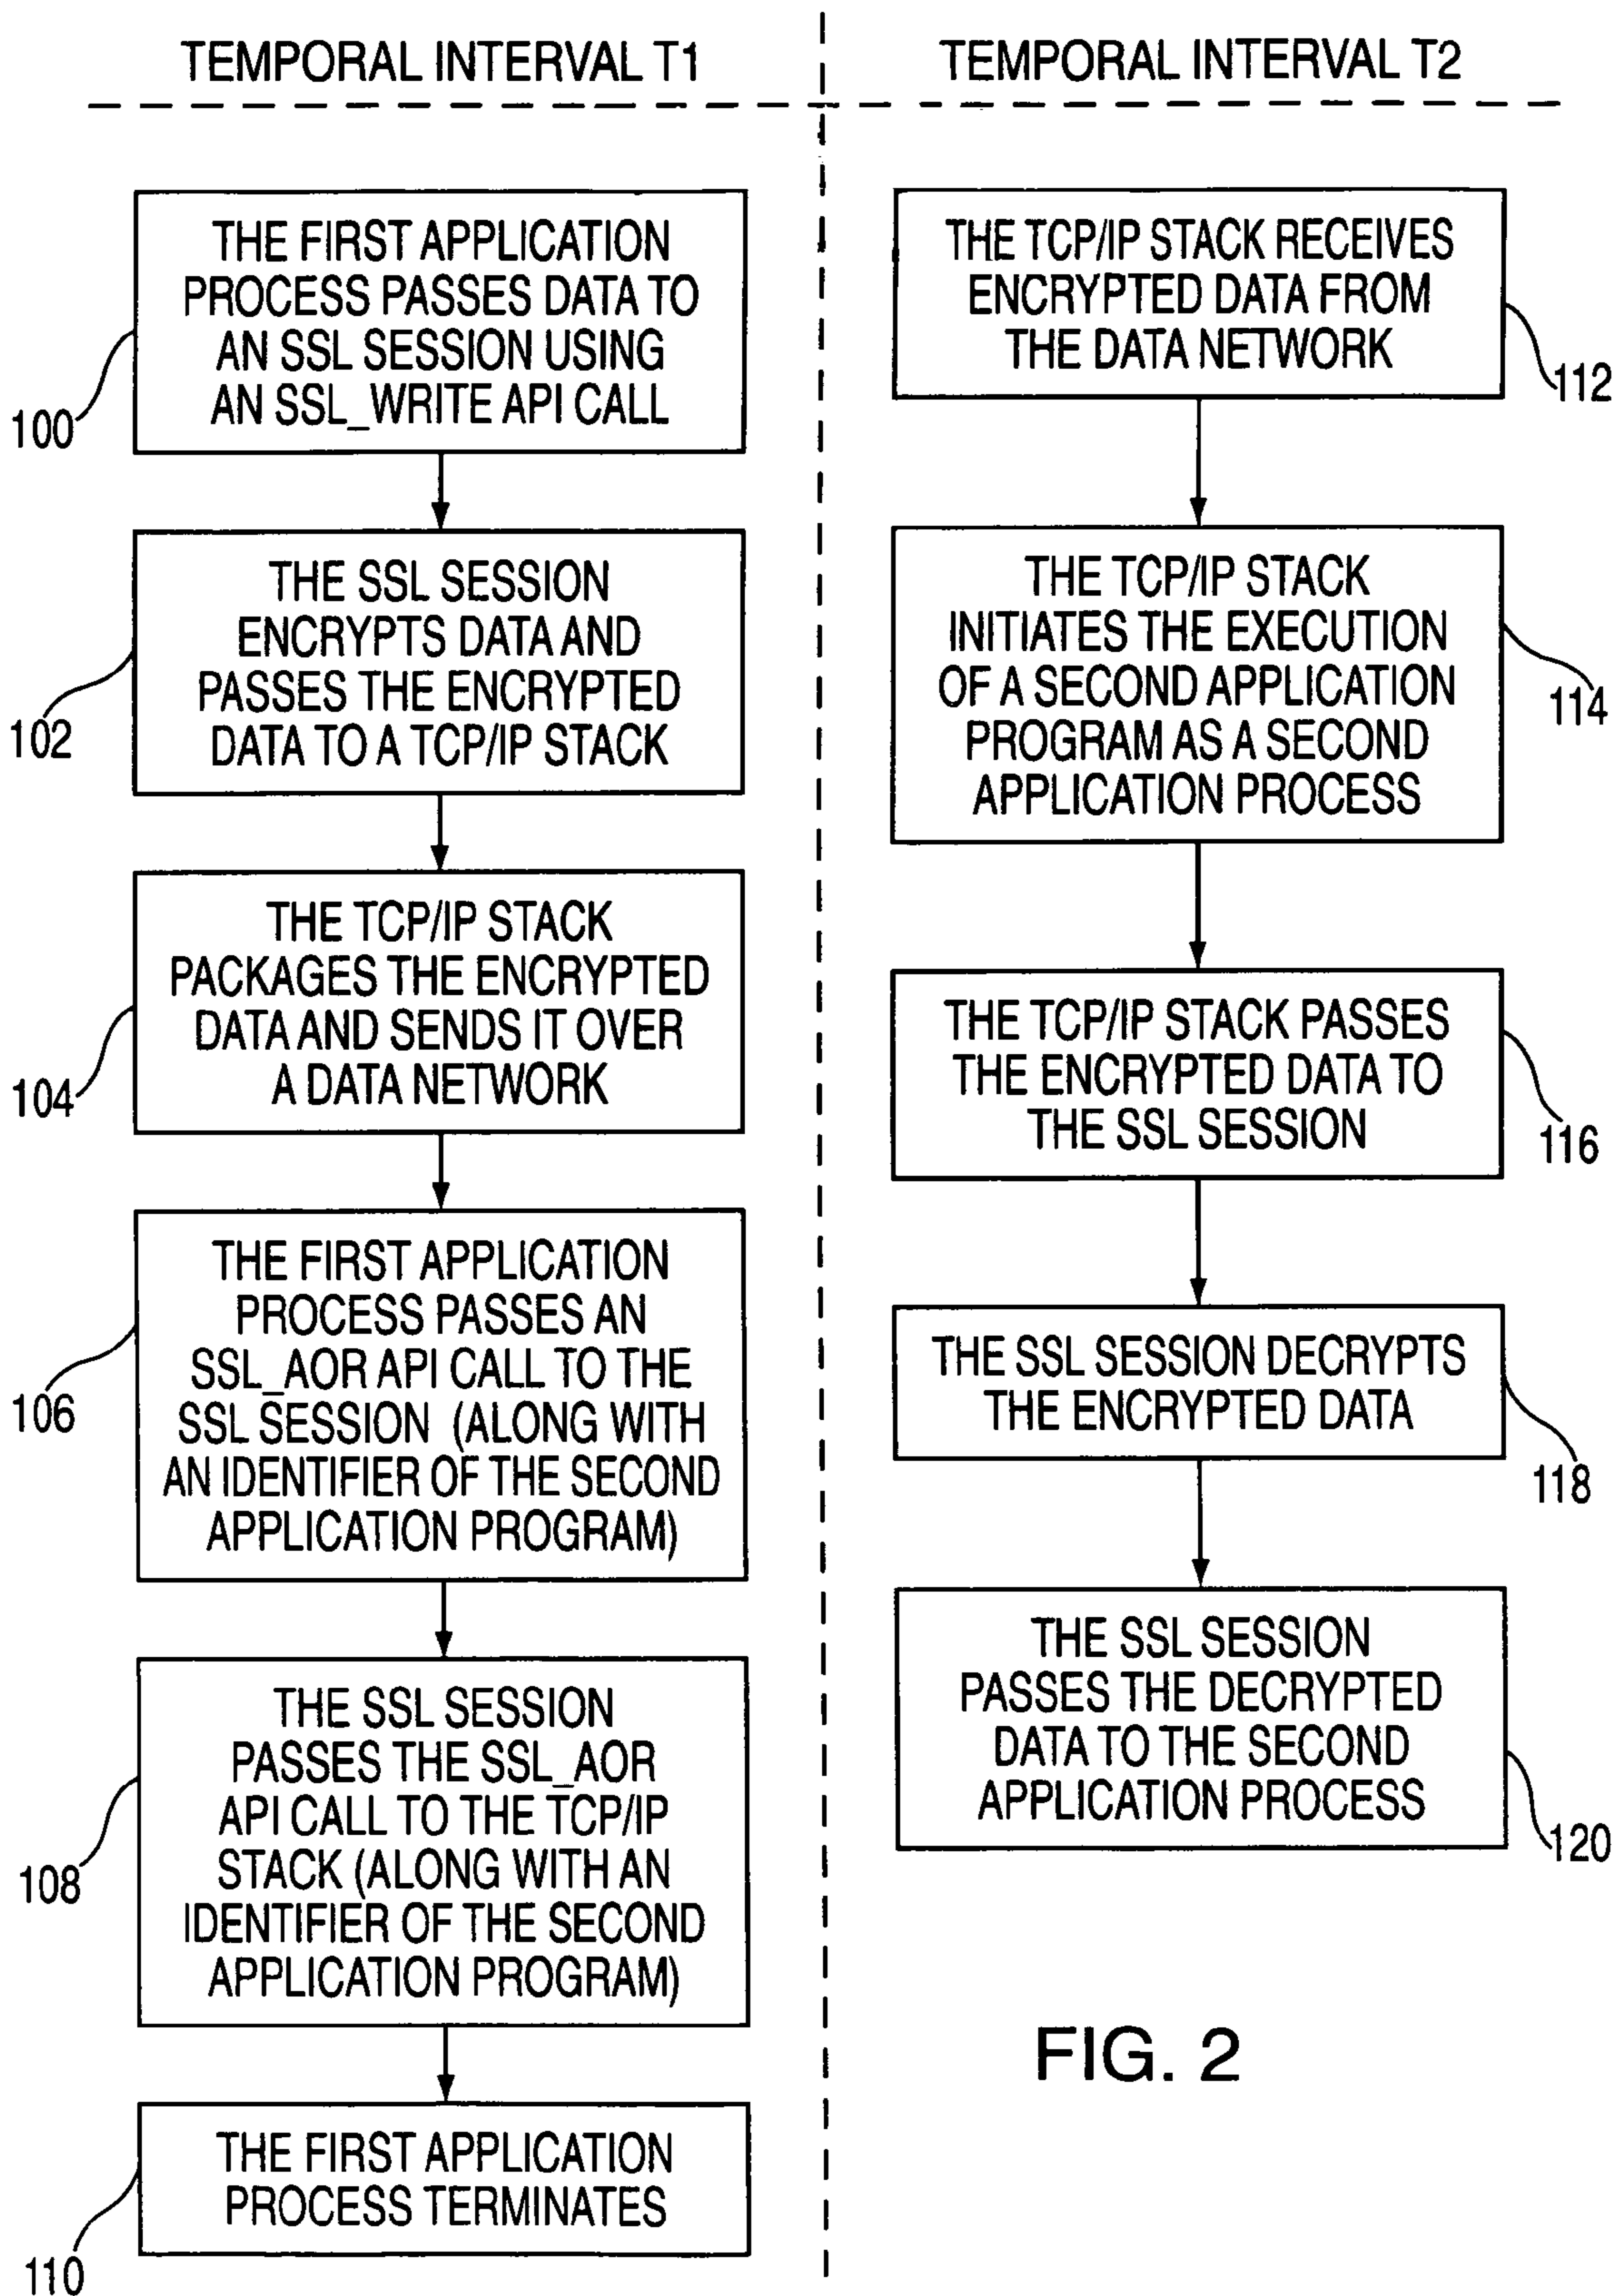 TEMPORAL INTERVAL T1
THE FIRST APPLICATION
PROCESS PASSES DATA TO
AN SSL SESSION USING
AN SSL_WRITE API CALL
100
THE SSL SESSION
ENCRYPTS DATA AND
PASSES THE ENCRYPTED
DATA TO A TCP/IP STACK
102
THE TCP/IP STACK
PACKAGES THE ENCRYPTED
DATA AND SENDS IT OVER
A DATA NETWORK
104
THE FIRST APPLICATION
PROCESS PASSES AN
SSL_AOR API CALL TO THE
SSL SESSION (ALONG WITH
AN IDENTIFIER OF THE SECOND
APPLICATION PROGRAM)
106
THE SSL SESSION
PASSES THE SSL_AOR
API CALL TO THE TCP/IP
STACK (ALONG WITH AN
IDENTIFIER OF THE SECOND
APPLICATION PROGRAM)
108
THE FIRST APPLICATION
PROCESS TERMINATES
110
TEMPORAL INTERVAL T2
THE TCP/IP STACK RECEIVES
ENCRYPTED DATA FROM
THE DATA NETWORK
112
THE TCP/IP STACK
INITIATES THE EXECUTION
OF A SECOND APPLICATION
PROGRAM AS A SECOND
APPLICATION PROCESS
114
THE TCP/IP STACK PASSES
THE ENCRYPTED DATA TO
THE SSL SESSION
116
THE SSL SESSION DECRYPTS
THE ENCRYPTED DATA
118
THE SSL SESSION
PASSES THE DECRYPTED
DATA TO THE SECOND
APPLICATION PROCESS
120
FIG. 2